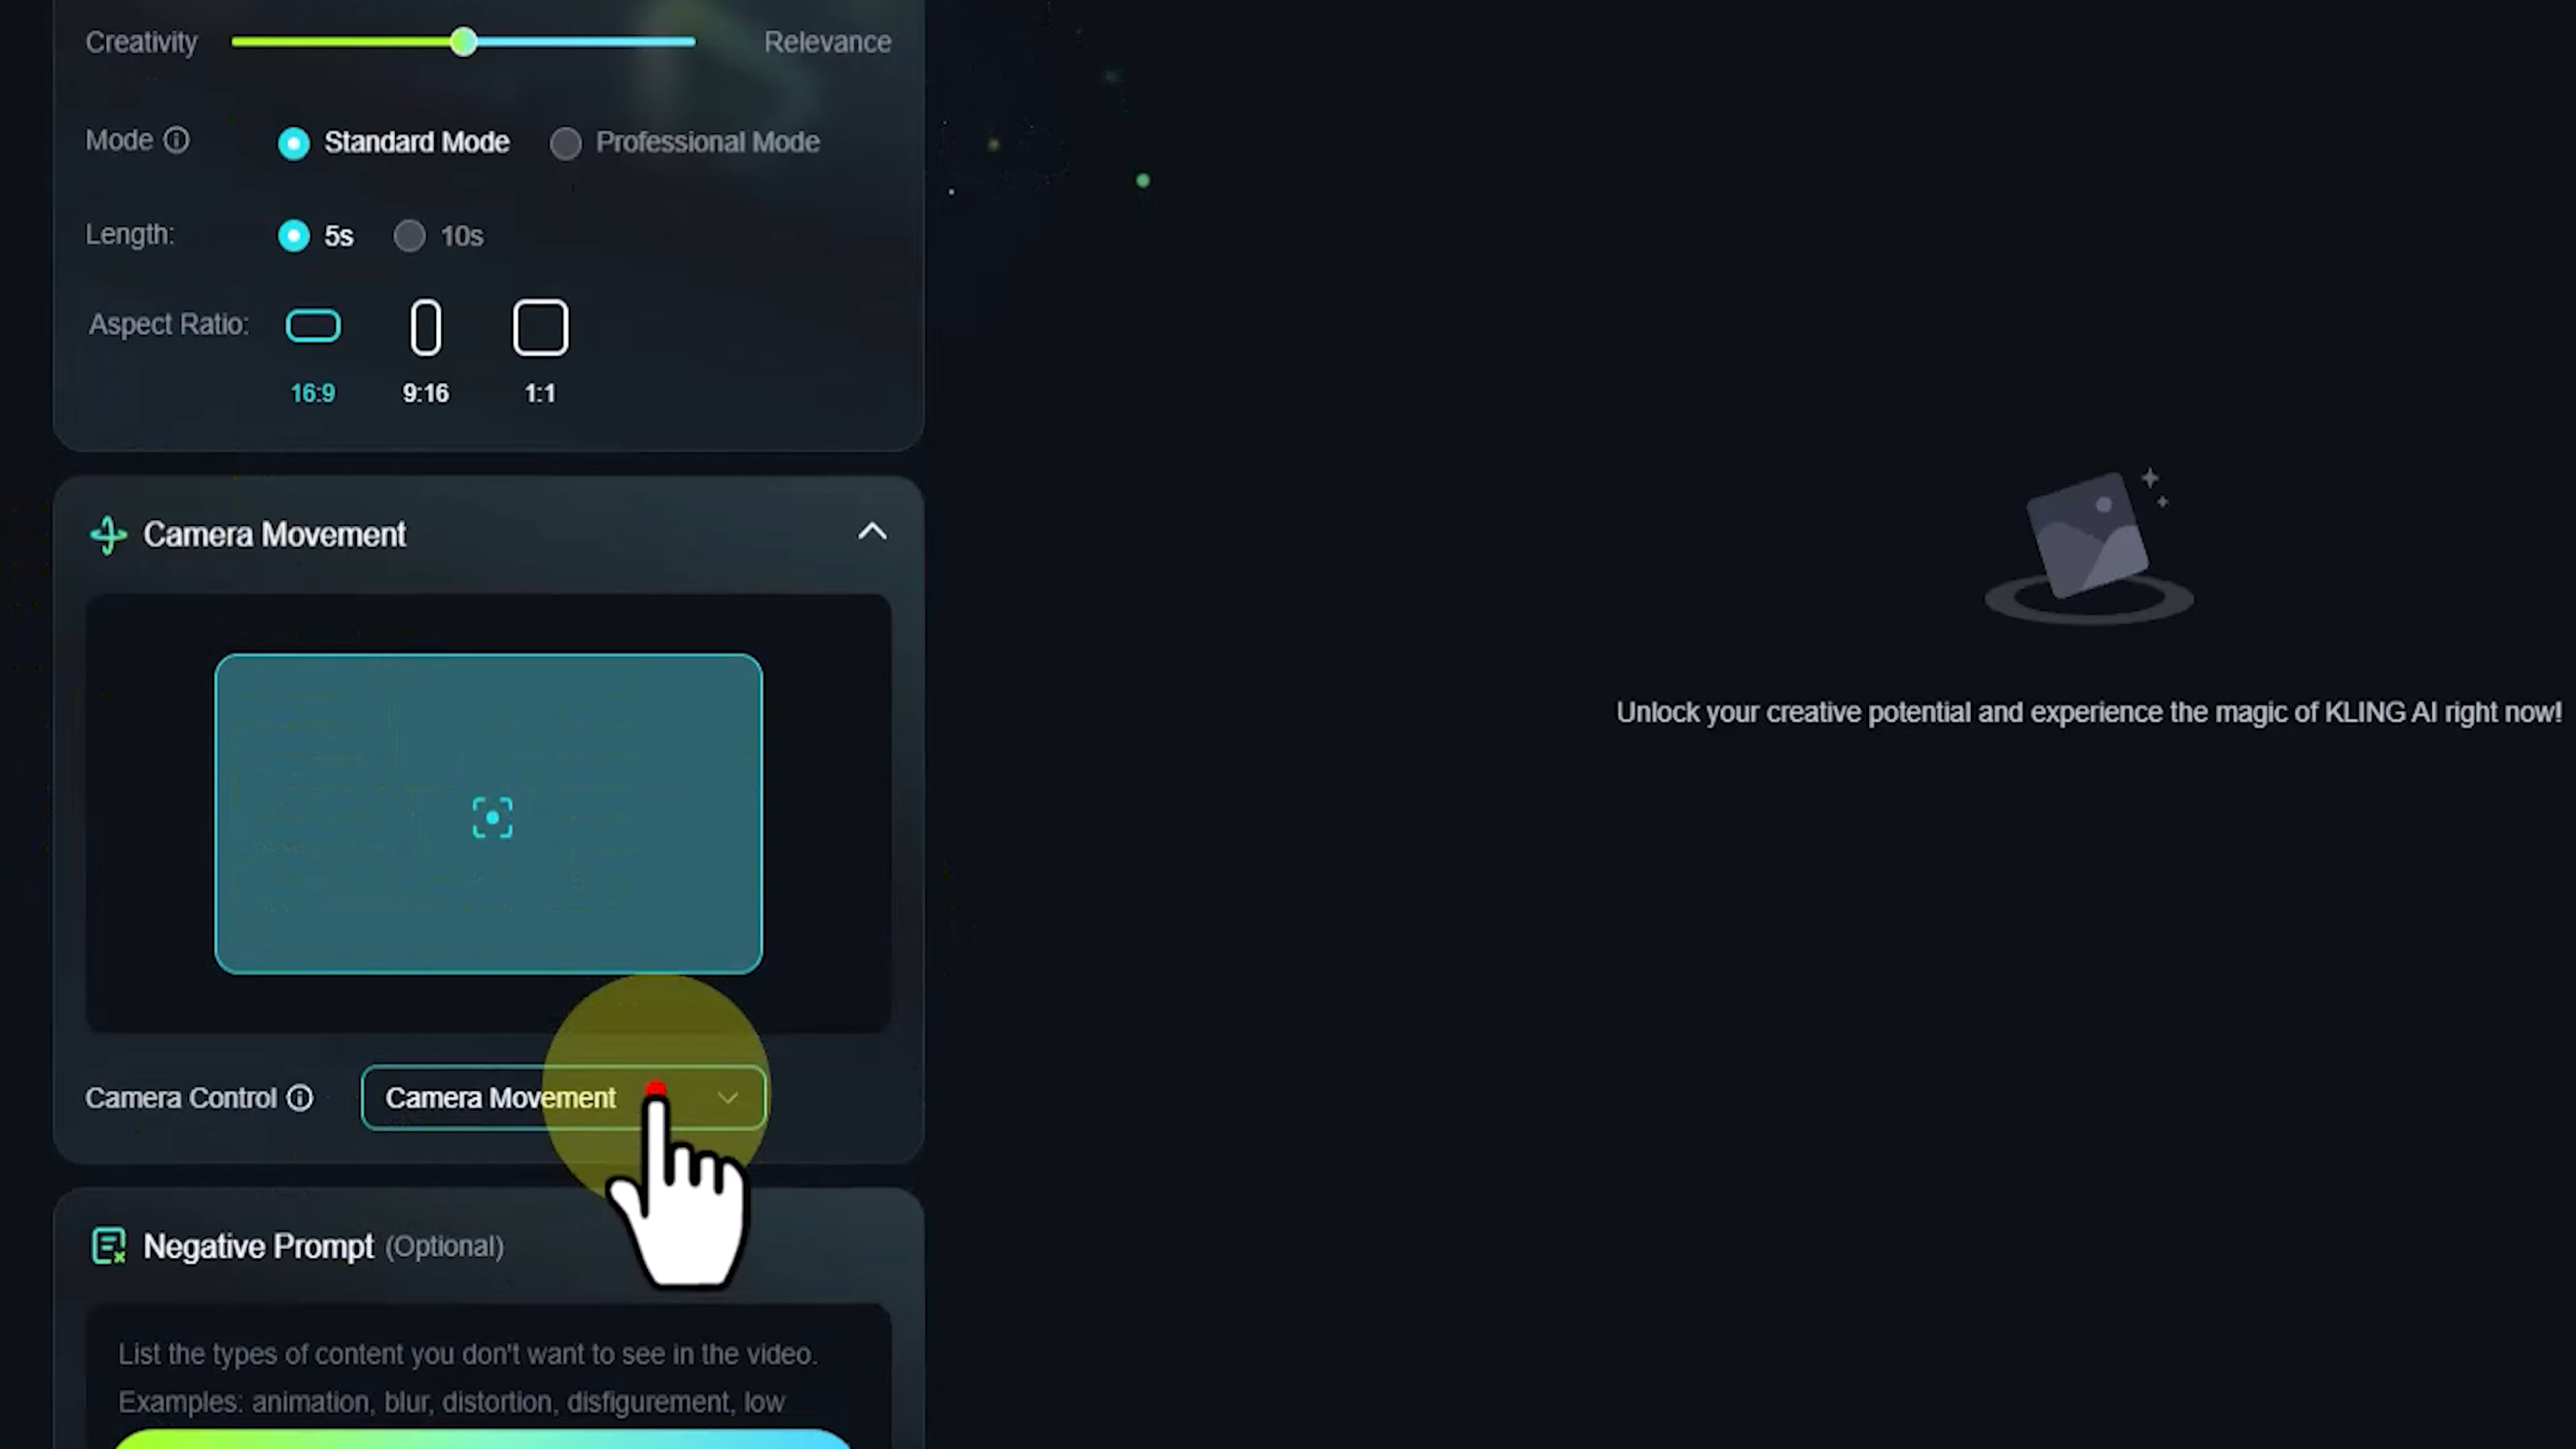 Creativity Relevance
Mode Standard Mode Professional Mode
Length: 5s 10s
Aspect Ratio:
16:9 9:16 1:1
Camera Movement
Unlock your creative potential and experience the magic of KLING AI right now!
Camera Control Camera Movement
Negative Prompt (Optional)
List the types of content you don't want to see in the video.
Examples: animation, blur, distortion, disfigurement, low